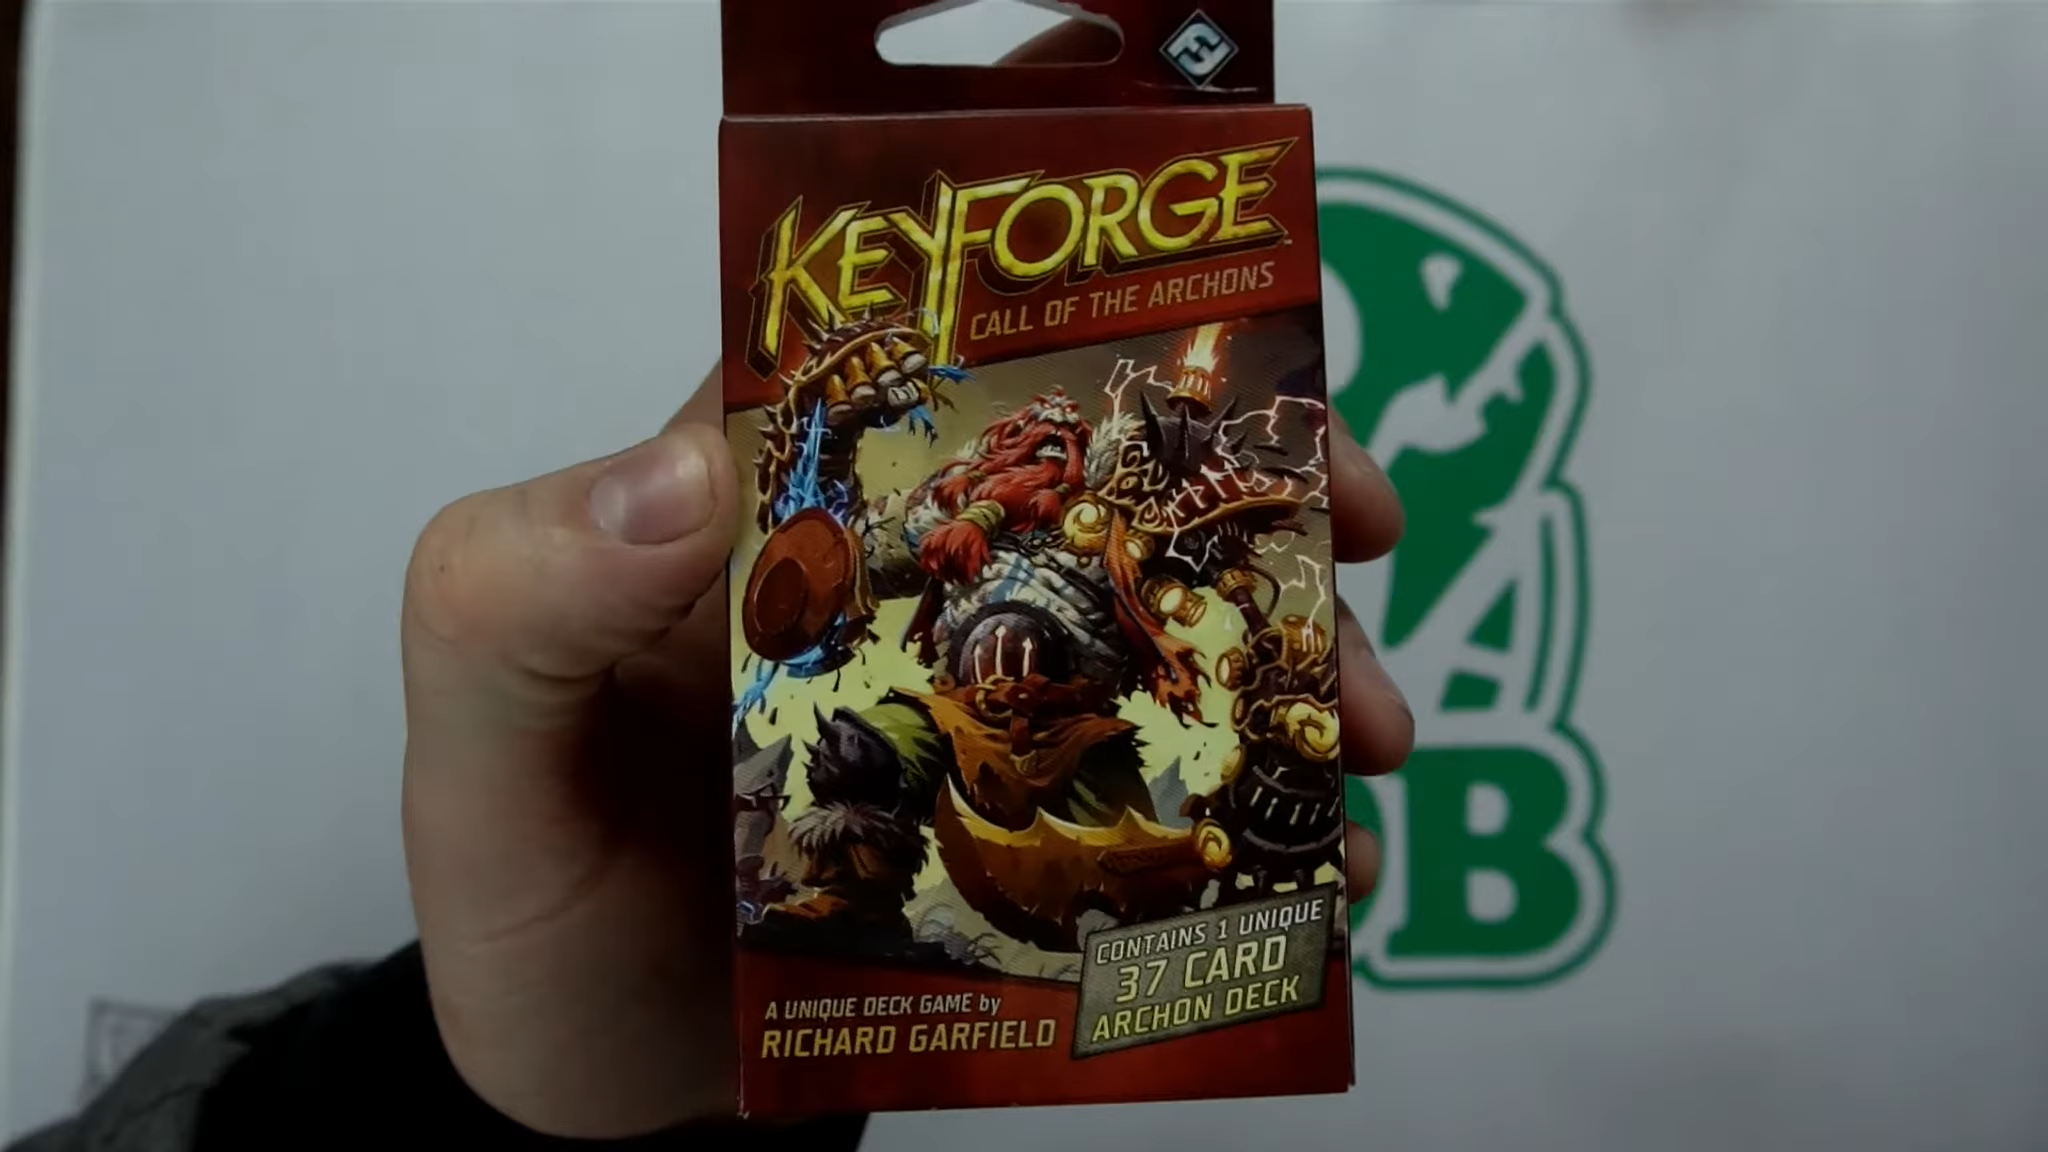 KEYFORGE
CALL OF THE ARCHONS
CONTAINS 1 UNIQUE
37 CARD
ARCHON DECK
A UNIQUE DECK GAME by
RICHARD GARFIELD